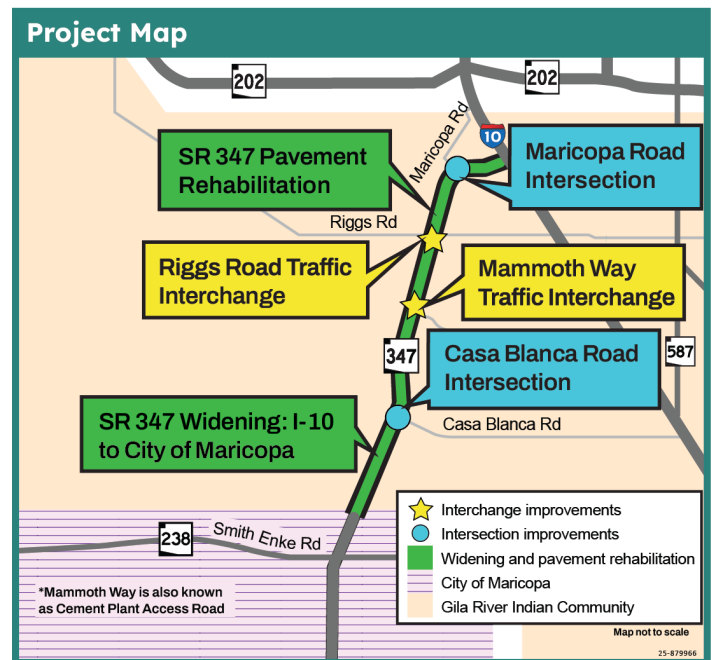 Project Map
202
202
Maricopa Rd
10
SR 347 Pavement
Rehabilitation
Maricopa Road
Intersection
Riggs Rd
Riggs Road Traffic
Interchange
Mammoth Way
Traffic Interchange
347
Casa Blanca Road
Intersection
587
SR 347 Widening: I-10
to City of Maricopa
Casa Blanca Rd
238
Smith Enke Rd
*Mammoth Way is also known
as Cement Plant Access Road
Interchange improvements
Intersection improvements
Widening and pavement rehabilitation
City of Maricopa
Gila River Indian Community
Map not to scale
25-879966